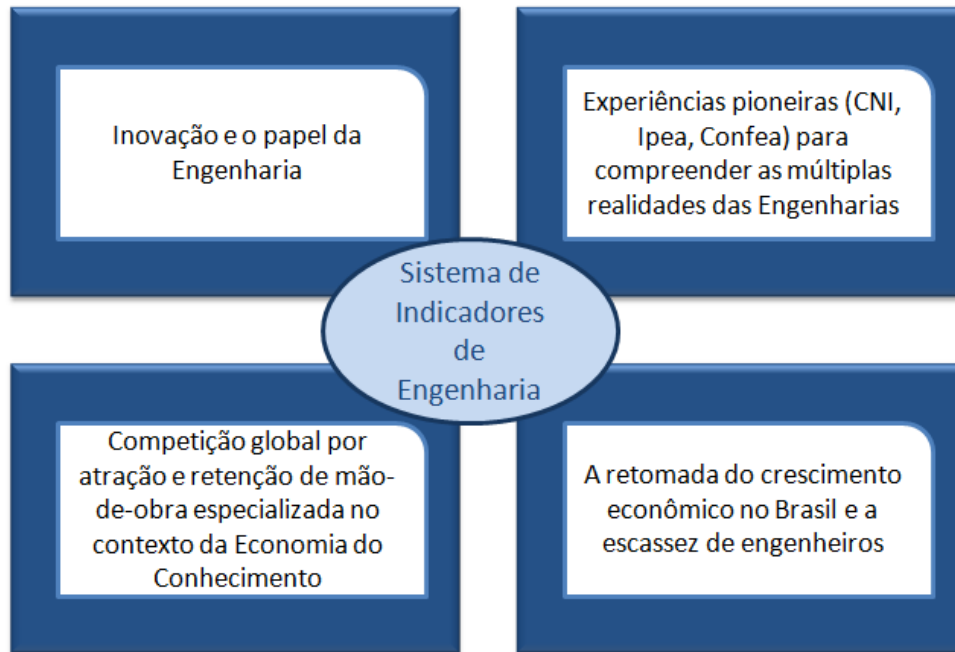 Inovação e o papel da
Engenharia
Experiências pioneiras (CNI,
Ipea, Confea) para
compreender as múltiplas
realidades das Engenharias
Sistema de
Indicadores
de
Engenharia
Competição global por
atração e retenção de mão-
de-obra especializada no
contexto da Economia do
Conhecimento
A retomada do crescimento
econômico no Brasil e a
escassez de engenheiros